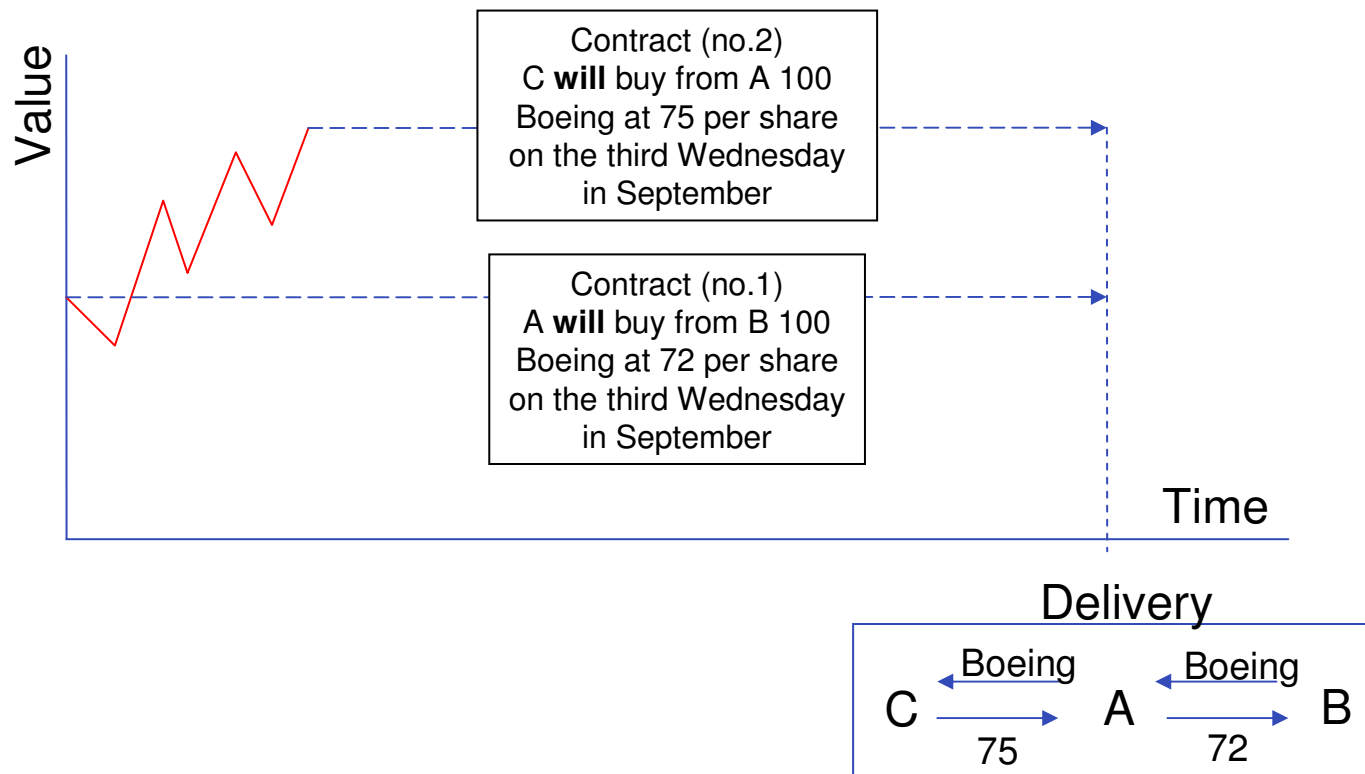 Value
Contract (no.2)
C will buy from A 100
Boeing at 75 per share
on the third Wednesday
in September
Contract (no.1)
A will buy from B 100
Boeing at 72 per share
on the third Wednesday
in September
Time
Delivery
Boeing Boeing
C A B
75 72